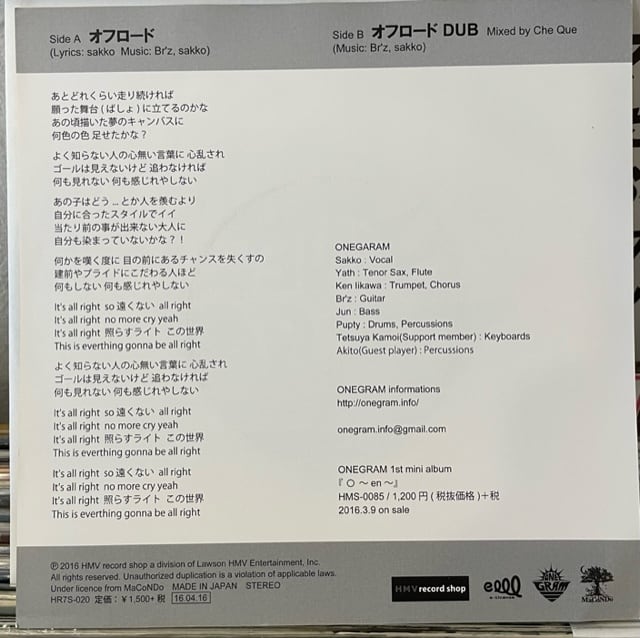 Side A オフロード
(Lyrics: sakko Music: Br'z, sakko)
Side B オフロード DUB Mixed by Che Que
(Music: Br'z, sakko)
あとどれくらい走り続ければ
願った舞台(ばしょ)に立てるのかな
あの頃描いた夢のキャンバスに
何色の色 足せたかな？
よく知らない人の心無い言葉に 心乱され
ゴールは見えないけど 追わなければ
何も見れない 何も感じれやしない
あの子はどう...とか人を羨むより
自分に合ったスタイルでイイ
当たり前の事が出来ない大人に
自分も染まっていないかな？！
何かを嘆く度に 目の前にあるチャンスを失くすの
建前やプライドにこだわる人ほど
何もしない 何も感じれやしない
It's all right so 遠くない all right
It's all right no more cry yeah
It's all right 照らすライト この世界
This is everthing gonna be all right
よく知らない人の心無い言葉に 心乱され
ゴールは見えないけど 追わなければ
何も見れない 何も感じれやしない
It's all right so 遠くない all right
It's all right no more cry yeah
It's all right 照らすライト この世界
This is everthing gonna be all right
It's all right so 遠くない all right
It's all right no more cry yeah
It's all right 照らすライト この世界
This is everthing gonna be all right
ONEGARAM
Sakko : Vocal
Yath : Tenor Sax, Flute
Ken Iikawa : Trumpet, Chorus
Br'z : Guitar
Jun : Bass
Pupty : Drums, Percussions
Tetsuya Kamoi(Support member) : Keyboards
Akito(Guest player) : Percussions
ONEGRAM informations
http://onegram.info/
onegram.info@gmail.com
ONEGRAM 1st mini album
『 〇 〜 en 〜』
HMS-0085 / 1,200 円 ( 税抜価格 )＋税
2016.3.9 on sale
℗ 2016 HMV record shop a division of Lawson HMV Entertainment, Inc.
All rights reserved. Unauthorized duplication is a violation of applicable laws.
Under licence from MaCoNDo MADE IN JAPAN STEREO
HR7S-020 定価：￥1,500+ 税 16.04.16
HMV record shop
ONE GRAM
MaCoNDo